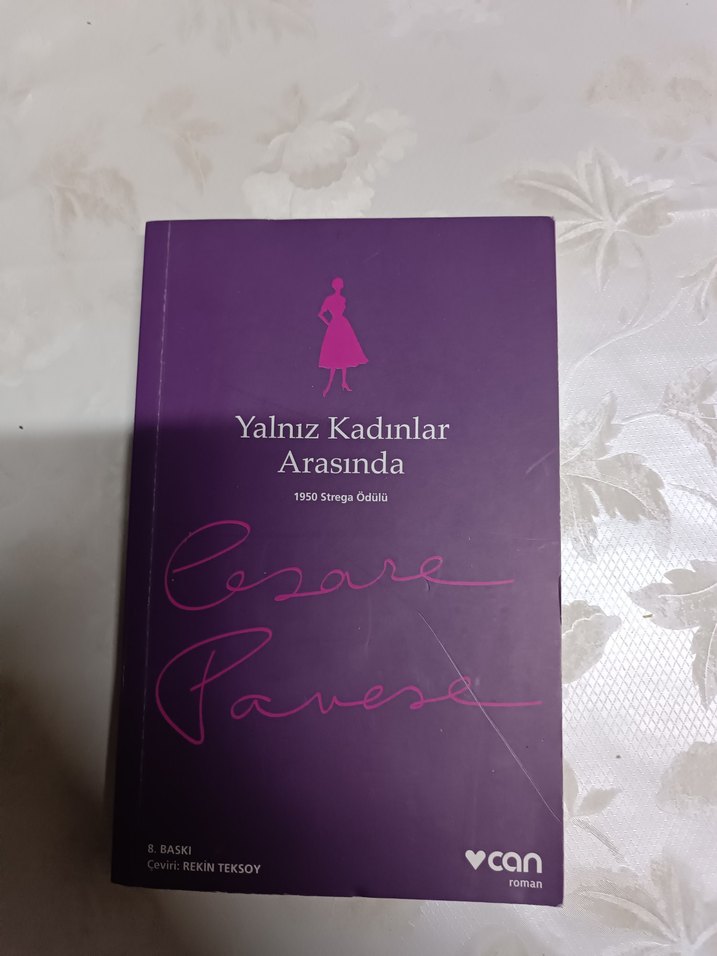 Yalnız Kadınlar
Arasında
1950 Strega Ödülü
Cesare
Pavese
8. BASKI
Çeviri: REKİN TEKSOY
can
roman